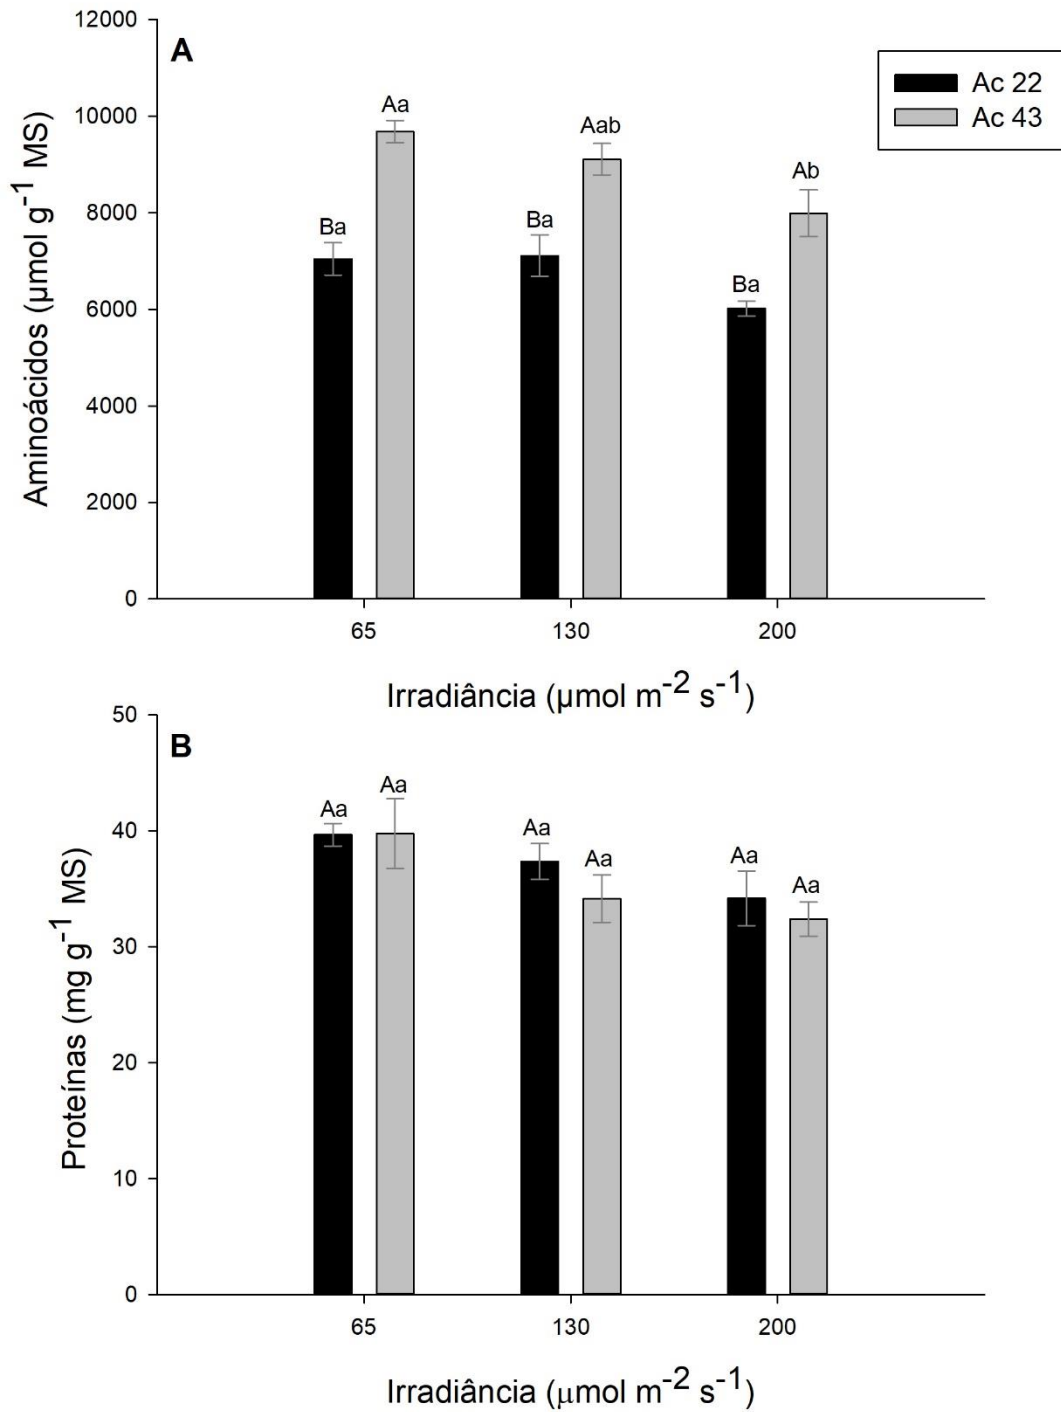 A
Ac 22
Ac 43
Aminoácidos (µmol g⁻¹ MS)
12000
10000
8000
6000
4000
2000
0
Ba
Aa
Ba
Aab
Ba
Ab
65
130
200
Irradiância (µmol m⁻² s⁻¹)
B
Proteínas (mg g⁻¹ MS)
50
40
30
20
10
0
Aa
Aa
Aa
Aa
Aa
Aa
65
130
200
Irradiância (µmol m⁻² s⁻¹)